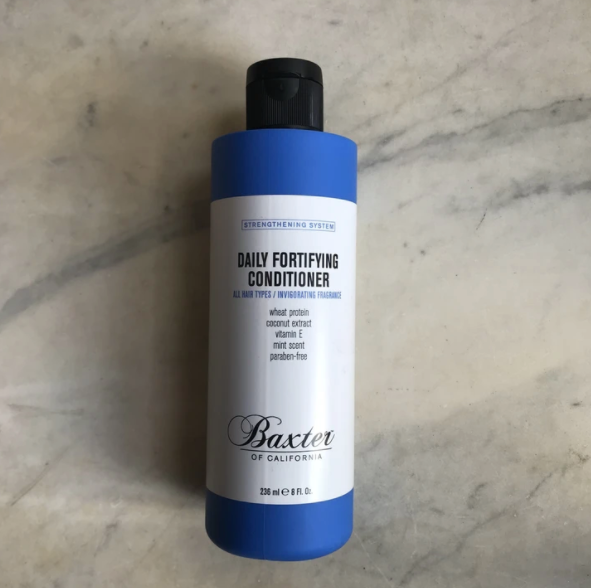 STRENGTHENING SYSTEM
DAILY FORTIFYING
CONDITIONER
ALL HAIR TYPES / INVIGORATING FRAGRANCE
wheat protein
coconut extract
vitamin E
mint scent
paraben-free
Baxter
OF CALIFORNIA
236 ml ℮ 8 Fl. Oz.